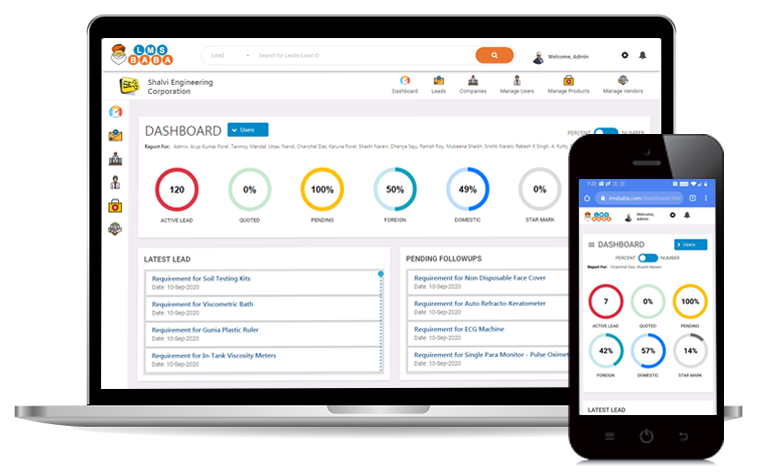 LMS
BABA
Lead
Search for Leads/Lead ID
Welcome, Admin
Shalvi Engineering
Corporation
Dashboard
Leads
Companies
Manage Users
Manage Products
Manage Vendors
DASHBOARD
Users
PERCENT
NUMBER
Report For: Admin, Arup Kumar Porel, Tanmoy Mandal, Utsav Nandi, Chanchal Das, Karuna Porel, Shashi Narain, Dhanya Saju, Ramsh Roy, Mubeena Shaikh, Srishti Narain, Rakesh K Singh, A. Kutty,
120
0%
100%
50%
49%
0%
ACTIVE LEAD
QUOTED
PENDING
FOREIGN
DOMESTIC
STAR MARK
LATEST LEAD
Requirement for Soil Testing Kits
Date: 10-Sep-2020
Requirement for Viscometric Bath
Date: 10-Sep-2020
Requirement for Gunia Plastic Ruler
Date: 10-Sep-2020
Requirement for In-Tank Viscosity Meters
Date: 10-Sep-2020
PENDING FOLLOWUPS
Requirement for Non Disposable Face Cover
Date: 10-Sep-2020
Requirement for Auto Refracto-Keratometer
Date: 10-Sep-2020
Requirement for ECG Machine
Date: 10-Sep-2020
Requirement for Single Para Monitor - Pulse Oximet
Date: 10-Sep-2020
7:22
lmsbaba.com/dashboard
LMS
BABA
Welcome,
Admin
DASHBOARD
Users
PERCENT
NUMBER
Report For: Chanchal Das, Shashi Narain
7
0%
100%
ACTIVE LEAD
QUOTED
PENDING
42%
57%
14%
FOREIGN
DOMESTIC
STAR MARK
LATEST LEAD